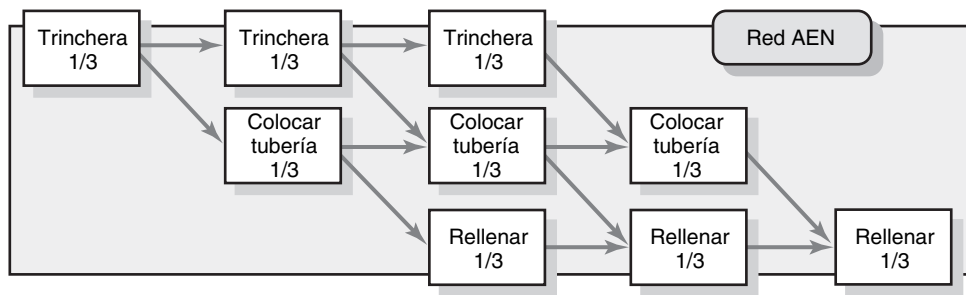 Trinchera
1/3
Trinchera
1/3
Trinchera
1/3
Red AEN
Colocar
tubería
1/3
Colocar
tubería
1/3
Colocar
tubería
1/3
Rellenar
1/3
Rellenar
1/3
Rellenar
1/3